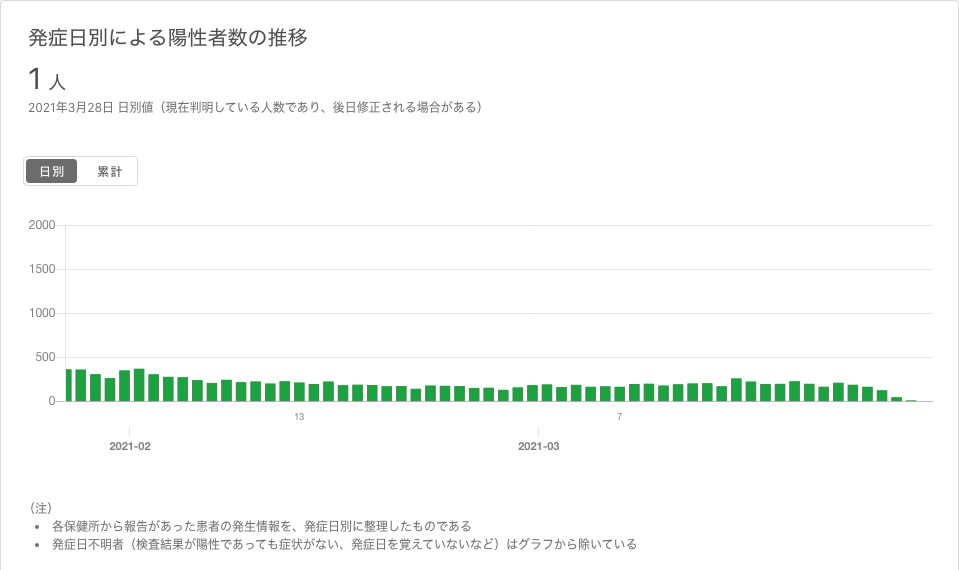 発症日別による陽性者数の推移
1 人
2021年3月28日 日別値（現在判明している人数であり、後日修正される場合がある）
日別 累計
2000
1500
1000
500
0
13 7
2021-02 2021-03
（注）
• 各保健所から報告があった患者の発生情報を、発症日別に整理したものである
• 発症日不明者（検査結果が陽性であっても症状がない、発症日を覚えていないなど）はグラフから除いている